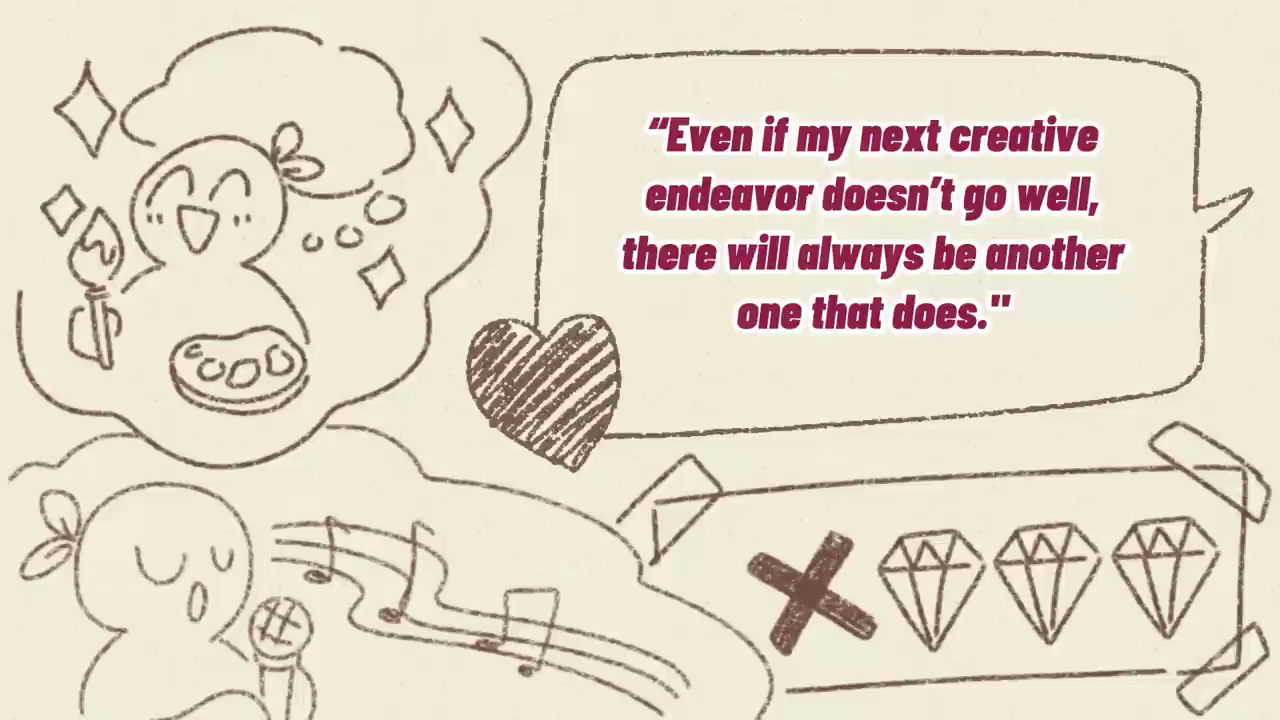 “Even if my next creative
endeavor doesn’t go well,
there will always be another
one that does."